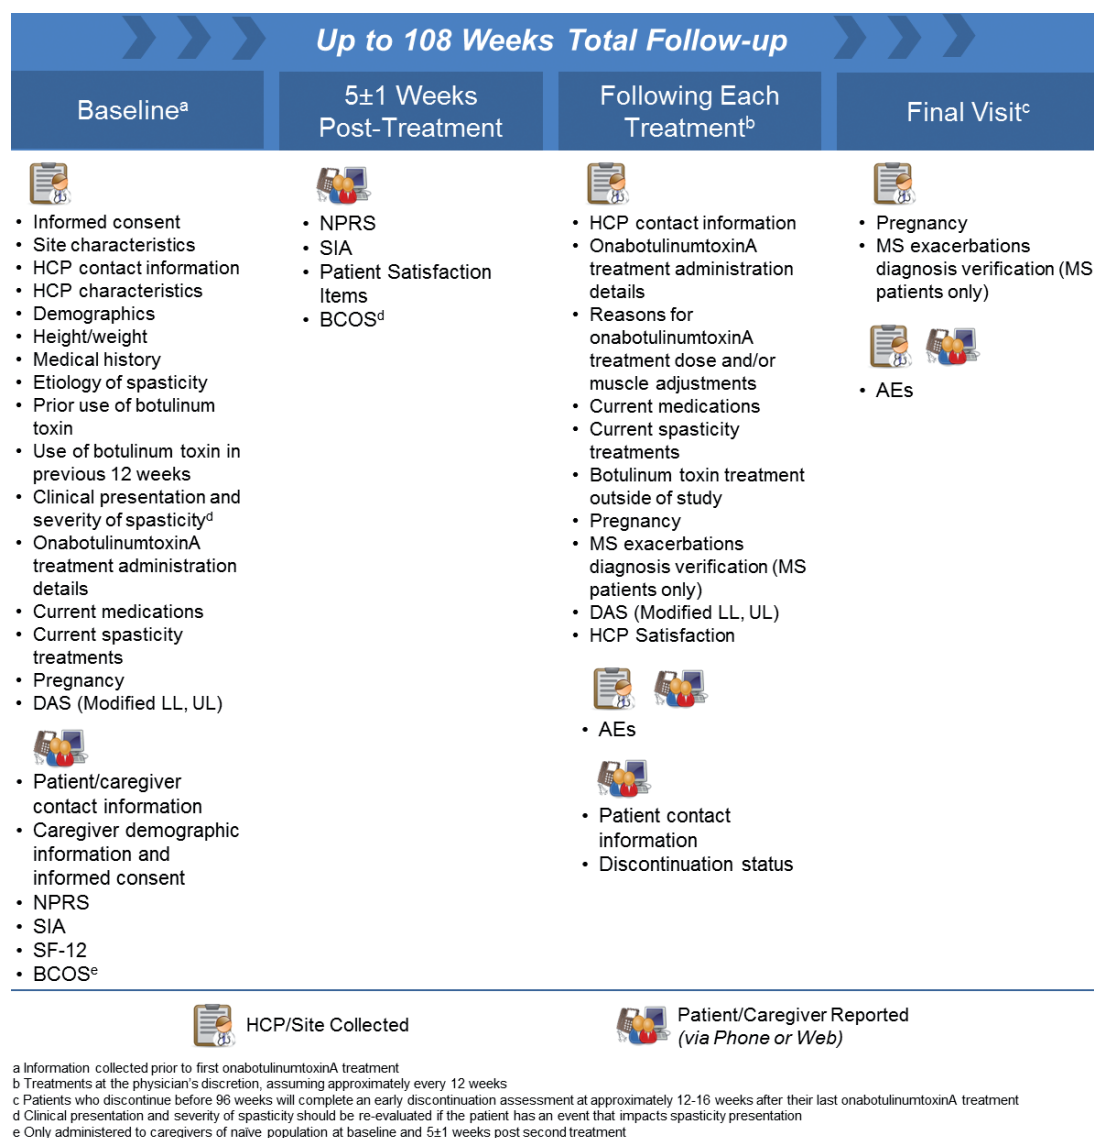 Up to 108 Weeks Total Follow-up
Baselineᵃ
5±1 Weeks
Post-Treatment
Following Each
Treatmentᵇ
Final Visitᶜ
• Informed consent
• Site characteristics
• HCP contact information
• HCP characteristics
• Demographics
• Height/weight
• Medical history
• Etiology of spasticity
• Prior use of botulinum
toxin
• Use of botulinum toxin in
previous 12 weeks
• Clinical presentation and
severity of spasticityᵈ
• OnabotulinumtoxinA
treatment administration
details
• Current medications
• Current spasticity
treatments
• Pregnancy
• DAS (Modified LL, UL)
• Patient/caregiver
contact information
• Caregiver demographic
information and
informed consent
• NPRS
• SIA
• SF-12
• BCOSᵉ
• NPRS
• SIA
• Patient Satisfaction
Items
• BCOSᵈ
• HCP contact information
• OnabotulinumtoxinA
treatment administration
details
• Reasons for
onabotulinumtoxinA
treatment dose and/or
muscle adjustments
• Current medications
• Current spasticity
treatments
• Botulinum toxin treatment
outside of study
• Pregnancy
• MS exacerbations
diagnosis verification (MS
patients only)
• DAS (Modified LL, UL)
• HCP Satisfaction
• AEs
• Patient contact
information
• Discontinuation status
• Pregnancy
• MS exacerbations
diagnosis verification (MS
patients only)
• AEs
HCP/Site Collected
Patient/Caregiver Reported
(via Phone or Web)
a Information collected prior to first onabotulinumtoxinA treatment
b Treatments at the physician's discretion, assuming approximately every 12 weeks
c Patients who discontinue before 96 weeks will complete an early discontinuation assessment at approximately 12-16 weeks after their last onabotulinumtoxinA treatment
d Clinical presentation and severity of spasticity should be re-evaluated if the patient has an event that impacts spasticity presentation
e Only administered to caregivers of naïve population at baseline and 5±1 weeks post second treatment